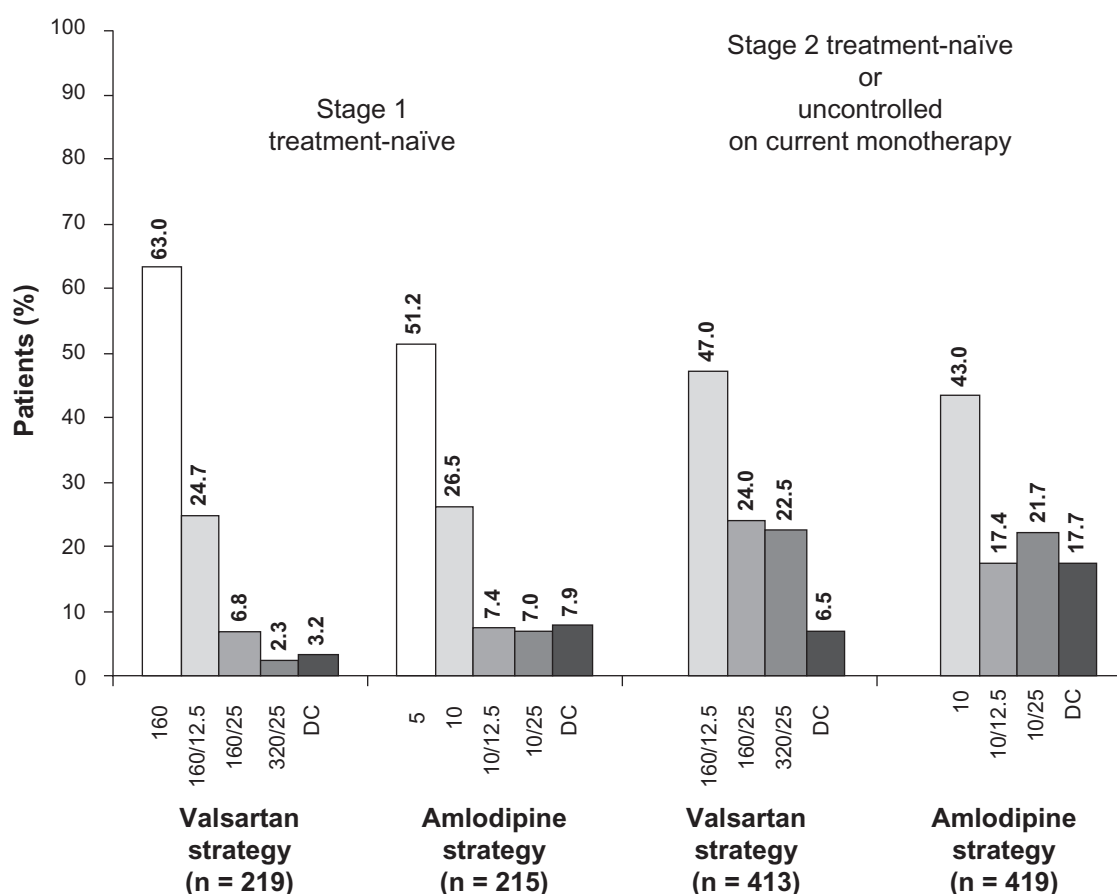 100
90
80
70
60
50
40
30
20
10
0
Patients (%)
Stage 1
treatment-naïve
Stage 2 treatment-naïve
or
uncontrolled
on current monotherapy
63.0
24.7
6.8
2.3
3.2
51.2
26.5
7.4
7.0
7.9
47.0
24.0
22.5
6.5
43.0
17.4
21.7
17.7
160
160/12.5
160/25
320/25
DC
5
10
10/12.5
10/25
DC
160/12.5
160/25
320/25
DC
10
10/12.5
10/25
DC
Valsartan
strategy
(n = 219)
Amlodipine
strategy
(n = 215)
Valsartan
strategy
(n = 413)
Amlodipine
strategy
(n = 419)